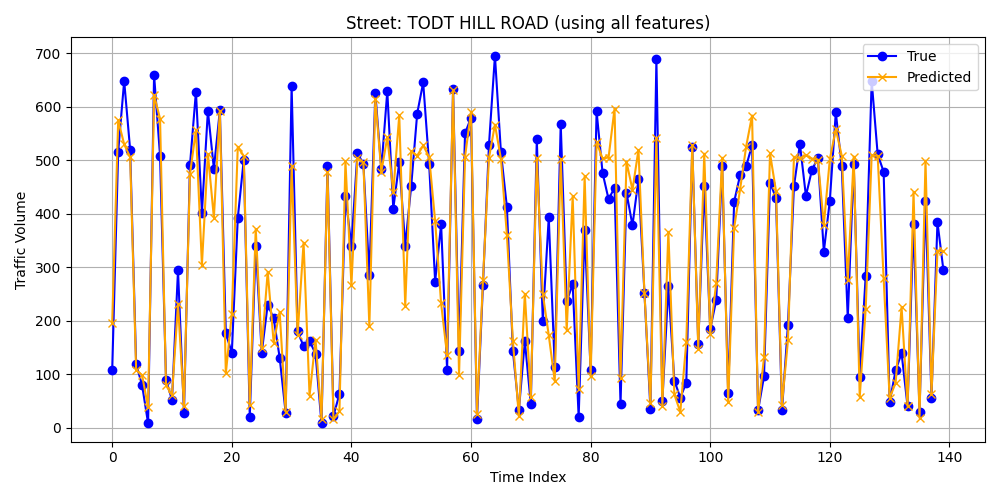 Street: TODT HILL ROAD (using all features)
True
Predicted
Traffic Volume
700
600
500
400
300
200
100
0
0 20 40 60 80 100 120 140
Time Index